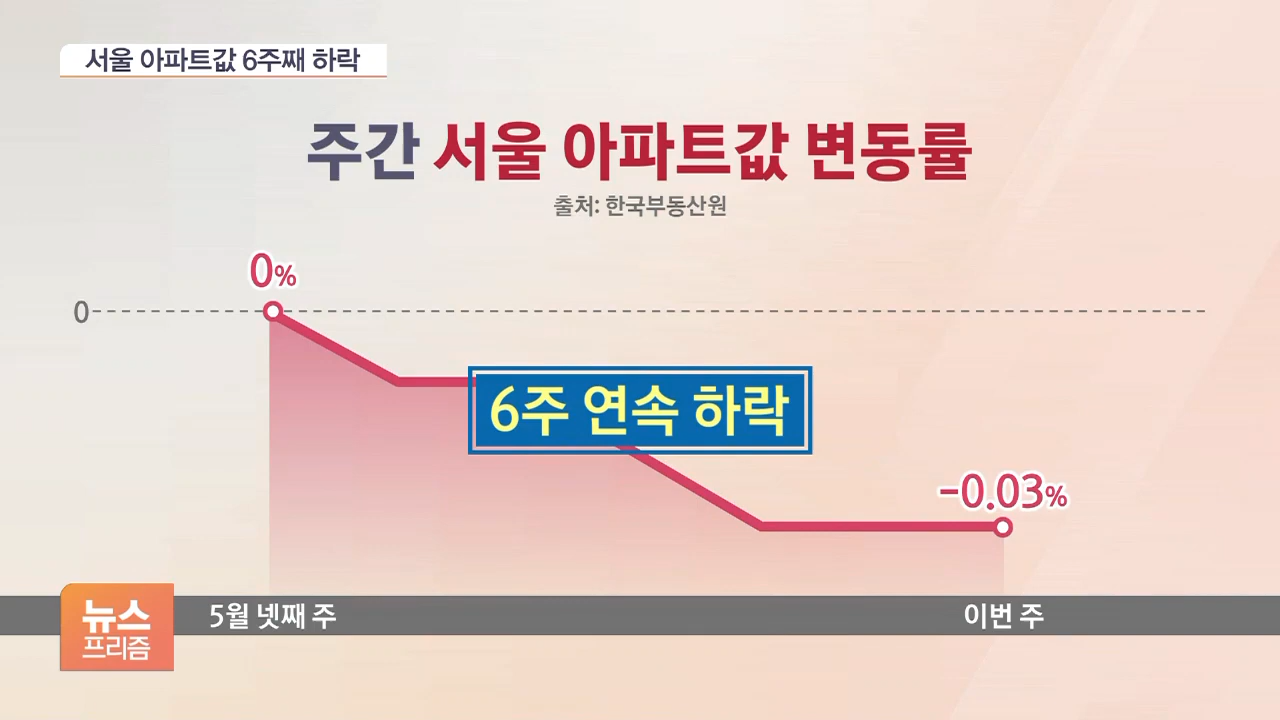 서울 아파트값 6주째 하락
주간 서울 아파트값 변동률
출처: 한국부동산원
0%
0
6주 연속 하락
-0.03%
5월 넷째 주
이번 주
뉴스
프리즘